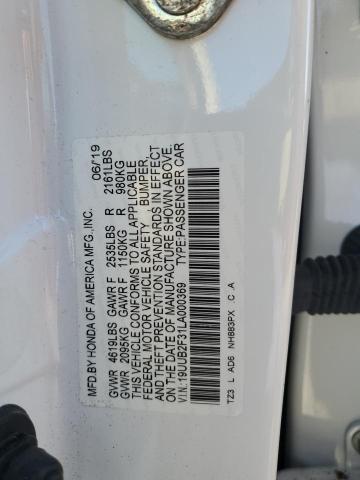 MFD.BY HONDA OF AMERICA MFG.,INC. 06/19
GVWR 4619LBS GAWR F 2535LBS R 2161LBS
GVWR 2095KG GAWR F 1150KG R 980KG
THIS VEHICLE CONFORMS TO ALL APPLICABLE
FEDERAL MOTOR VEHICLE SAFETY BUMPER,
AND THEFT PREVENTION STANDARDS IN EFFECT
ON THE DATE OF MANUFACTURE SHOWN ABOVE.
V.I.N.:19UUB2F31LA000369 TYPE:PASSENGER CAR
TZ3 L AD6 NH883PX C A